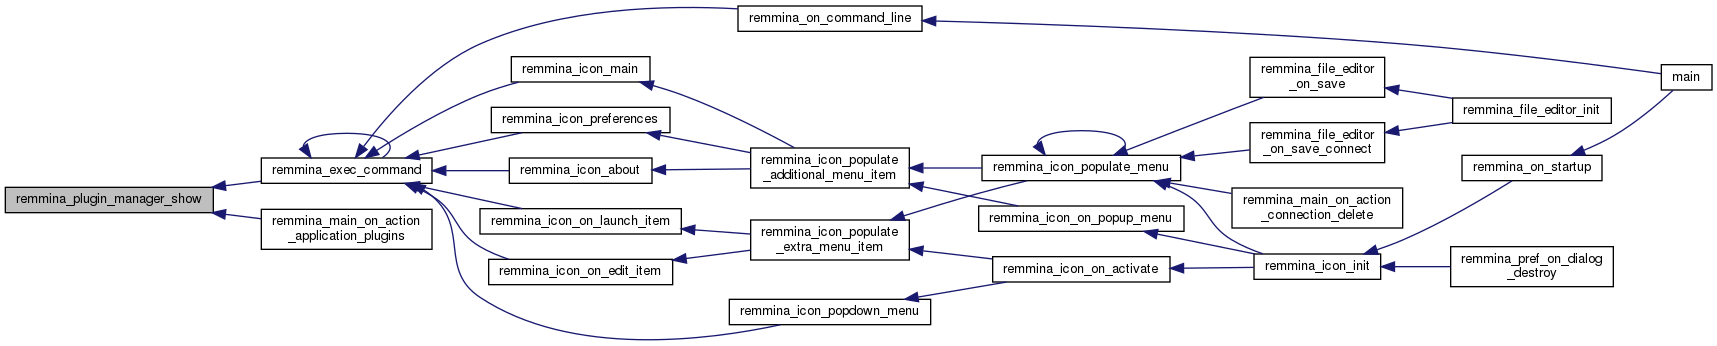 remmina_plugin_manager_show
remmina_exec_command
remmina_main_on_action
_application_plugins
remmina_on_command_line
remmina_icon_main
remmina_icon_preferences
remmina_icon_about
remmina_icon_on_launch_item
remmina_icon_on_edit_item
remmina_icon_popdown_menu
remmina_icon_populate
_additional_menu_item
remmina_icon_populate
_extra_menu_item
remmina_icon_populate_menu
remmina_icon_on_popup_menu
remmina_icon_on_activate
remmina_file_editor
_on_save
remmina_file_editor
_on_save_connect
remmina_main_on_action
_connection_delete
remmina_icon_init
remmina_file_editor_init
remmina_on_startup
remmina_pref_on_dialog
_destroy
main